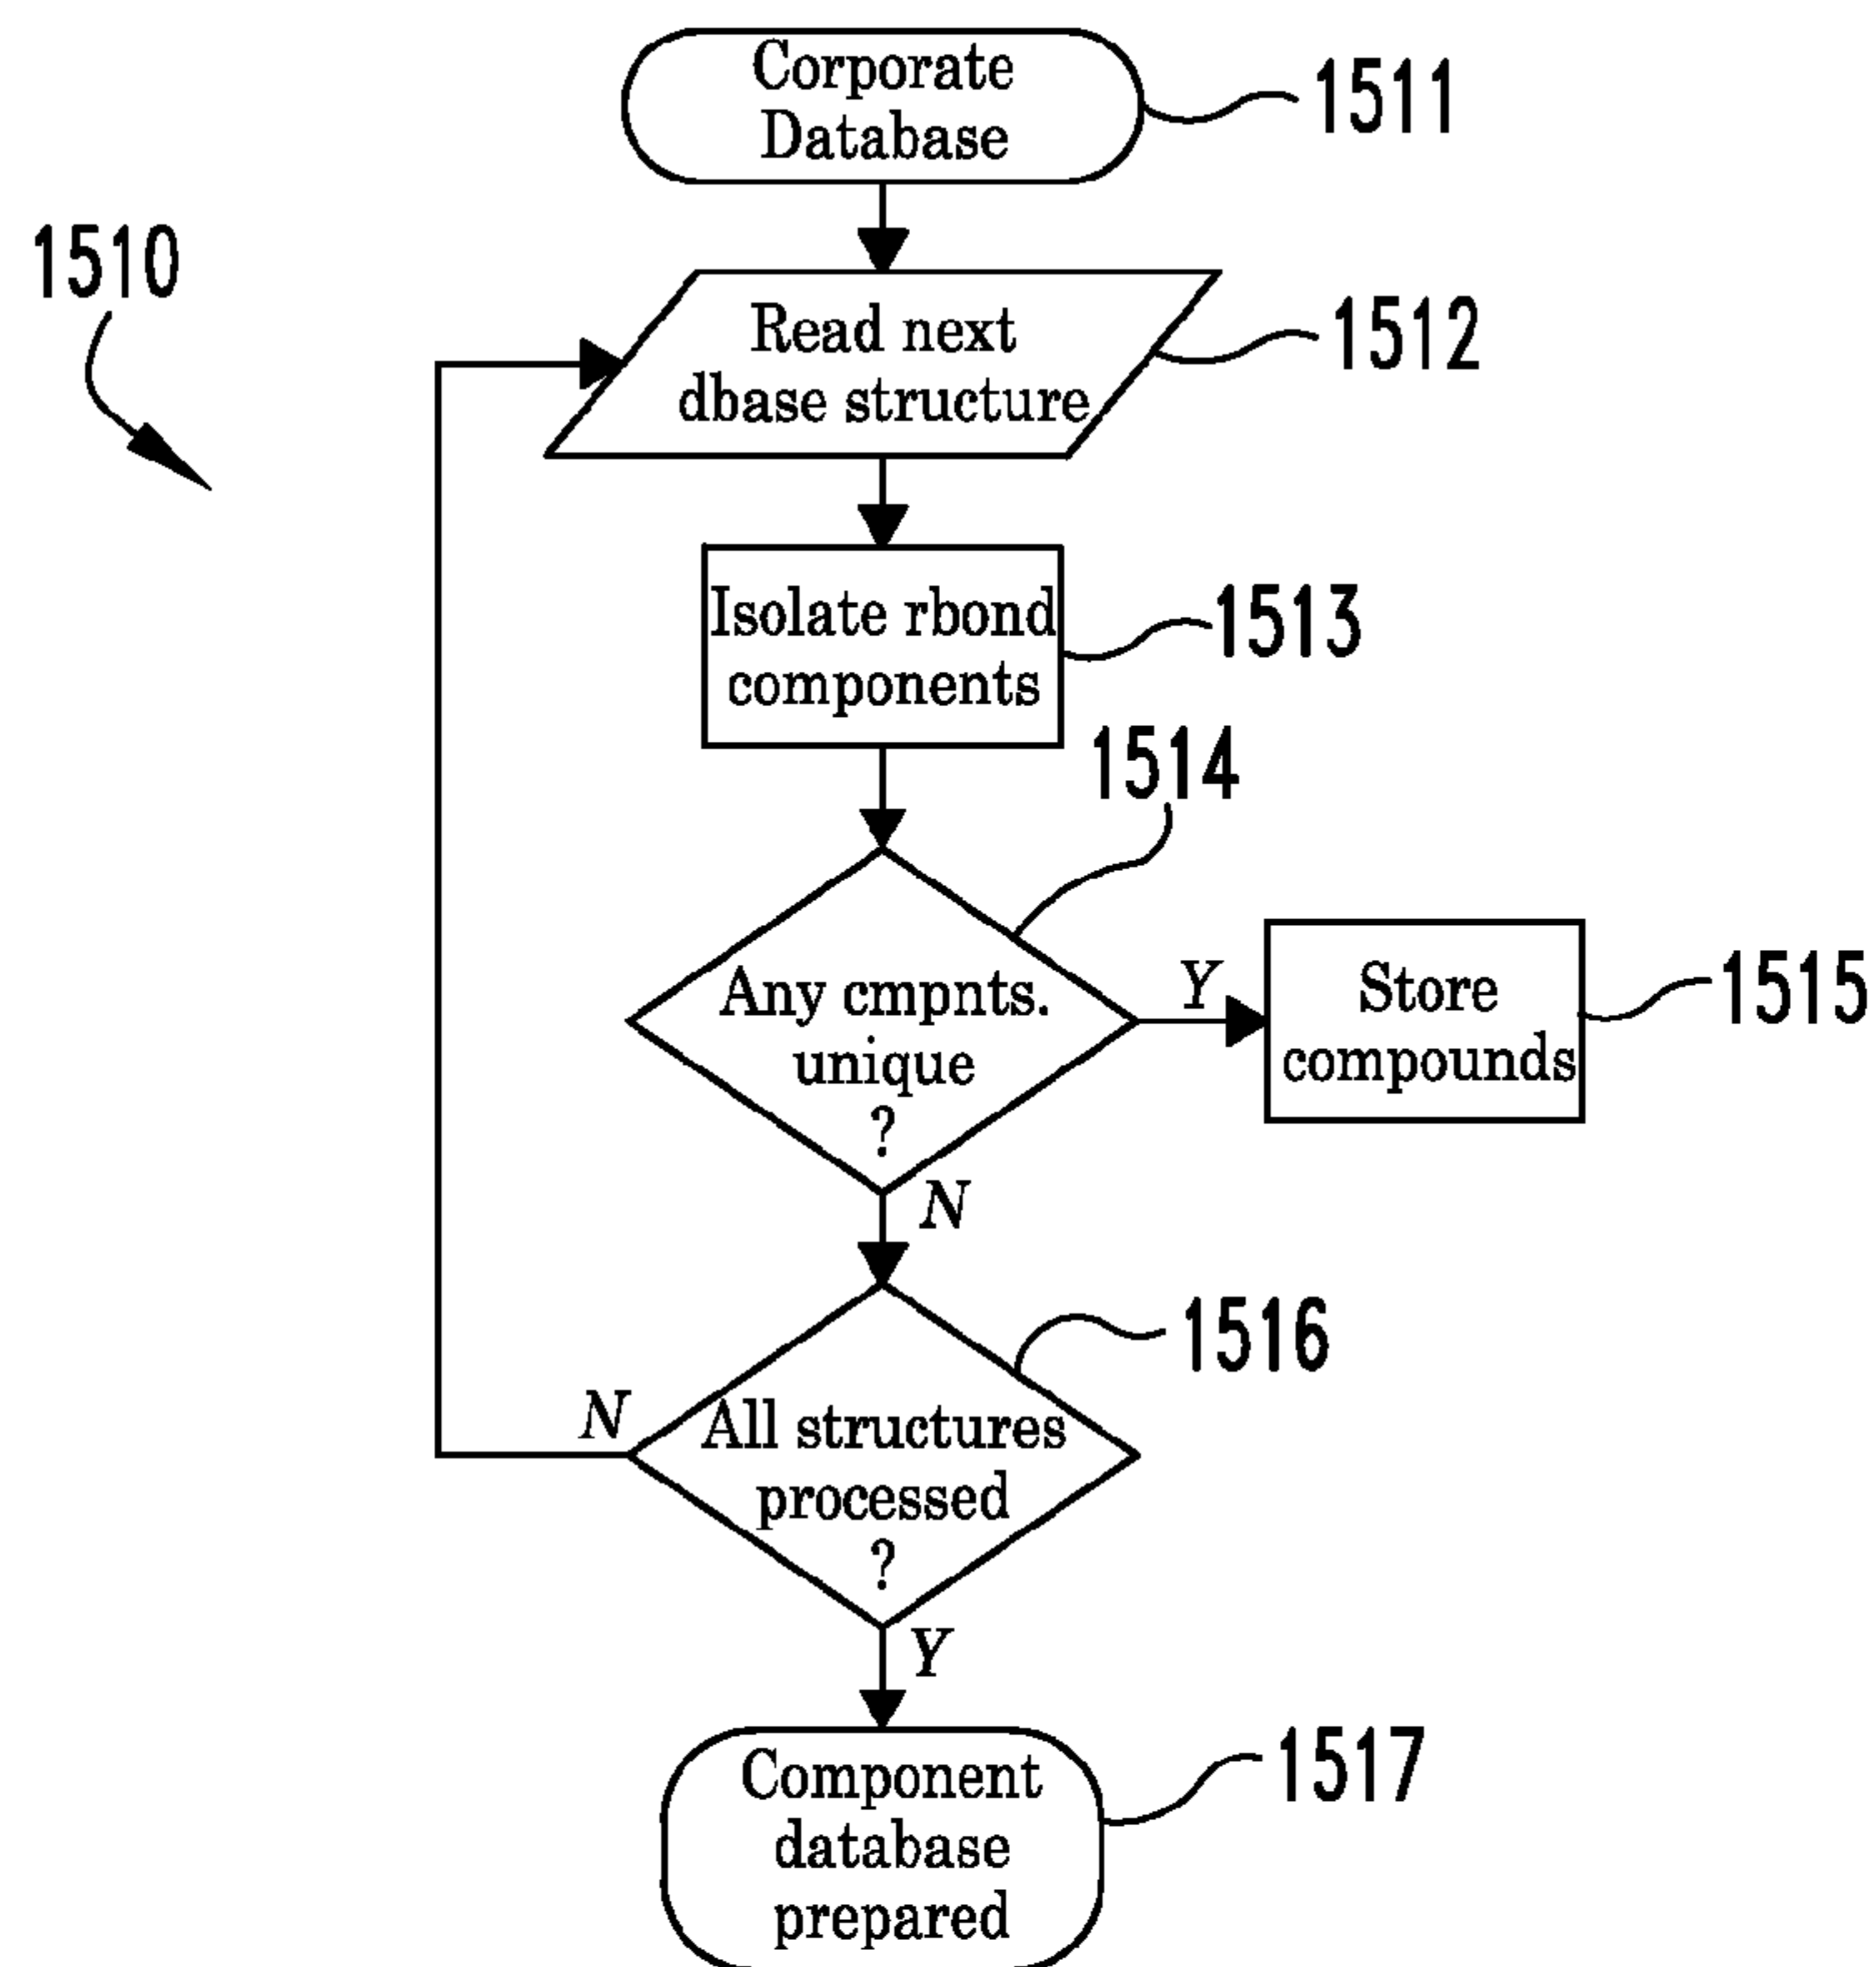 Corporate
Database
1511
1510
Read next
dbase structure
1512
Isolate rbond
components
1513
1514
Any cmpnts.
unique
?
Y
Store
compounds
1515
N
1516
N
All structures
processed
?
Y
Component
database
prepared
1517